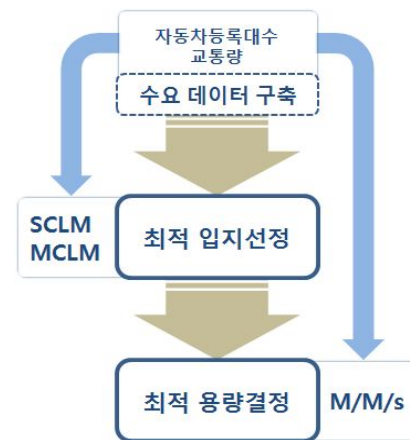 자동차등록대수
교통량
수요 데이터 구축
SCLM
MCLM
최적 입지선정
최적 용량결정
M/M/s